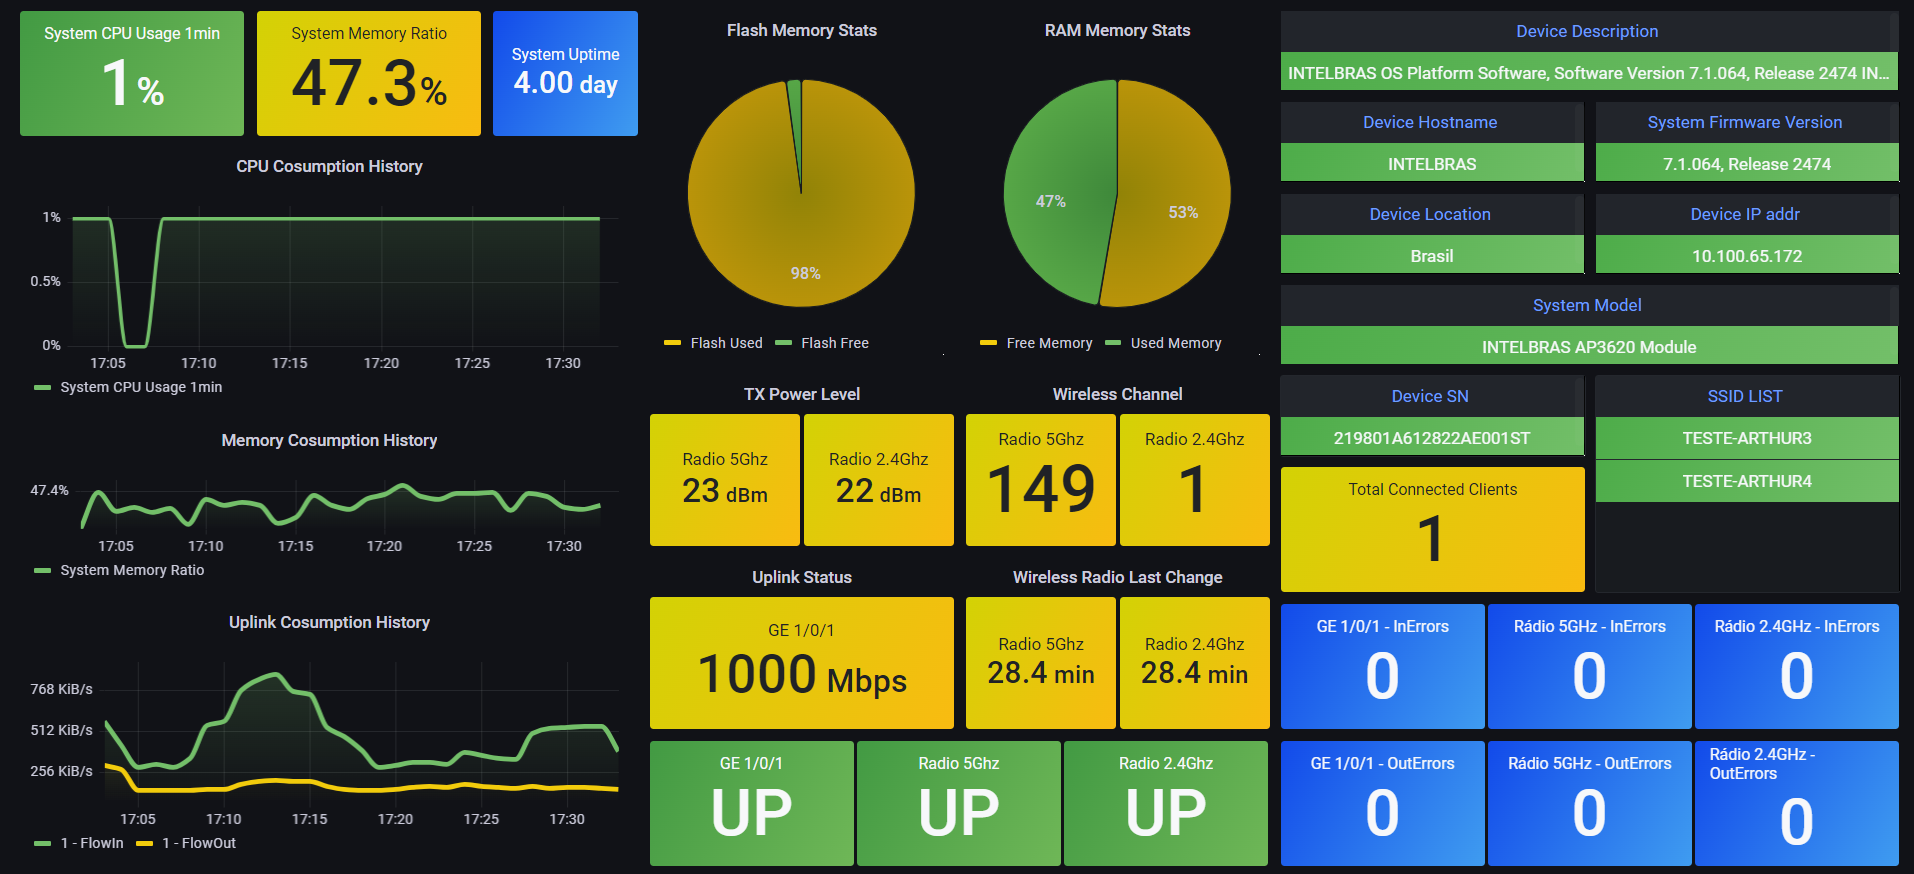 System CPU Usage 1min
1%
System Memory Ratio
47.3%
System Uptime
4.00 day
CPU Cosumption History
1%
0.5%
0%
17:05 17:10 17:15 17:20 17:25 17:30
System CPU Usage 1min
Memory Cosumption History
47.4%
17:05 17:10 17:15 17:20 17:25 17:30
System Memory Ratio
Uplink Cosumption History
768 KiB/s
512 KiB/s
256 KiB/s
17:05 17:10 17:15 17:20 17:25 17:30
1 - FlowIn 1 - FlowOut
Flash Memory Stats
98%
Flash Used Flash Free
RAM Memory Stats
47%
53%
Free Memory Used Memory
TX Power Level
Radio 5Ghz
23 dBm
Radio 2.4Ghz
22 dBm
Wireless Channel
Radio 5Ghz
149
Radio 2.4Ghz
1
Uplink Status
GE 1/0/1
1000 Mbps
Wireless Radio Last Change
Radio 5Ghz
28.4 min
Radio 2.4Ghz
28.4 min
GE 1/0/1
UP
Radio 5Ghz
UP
Radio 2.4Ghz
UP
Device Description
INTELBRAS OS Platform Software, Software Version 7.1.064, Release 2474 IN...
Device Hostname
INTELBRAS
System Firmware Version
7.1.064, Release 2474
Device Location
Brasil
Device IP addr
10.100.65.172
System Model
INTELBRAS AP3620 Module
Device SN
219801A612822AE001ST
SSID LIST
TESTE-ARTHUR3
TESTE-ARTHUR4
Total Connected Clients
1
GE 1/0/1 - InErrors
0
Rádio 5GHz - InErrors
0
Rádio 2.4GHz - InErrors
0
GE 1/0/1 - OutErrors
0
Rádio 5GHz - OutErrors
0
Rádio 2.4GHz -
OutErrors
0